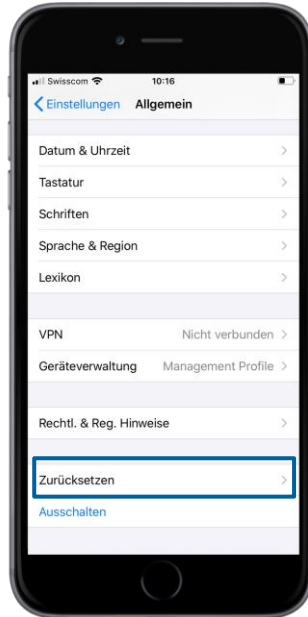 Swisscom 10:16
Einstellungen Allgemein
Datum & Uhrzeit
Tastatur
Schriften
Sprache & Region
Lexikon
VPN Nicht verbunden
Geräteverwaltung Management Profile
Rechtl. & Reg. Hinweise
Zurücksetzen
Ausschalten